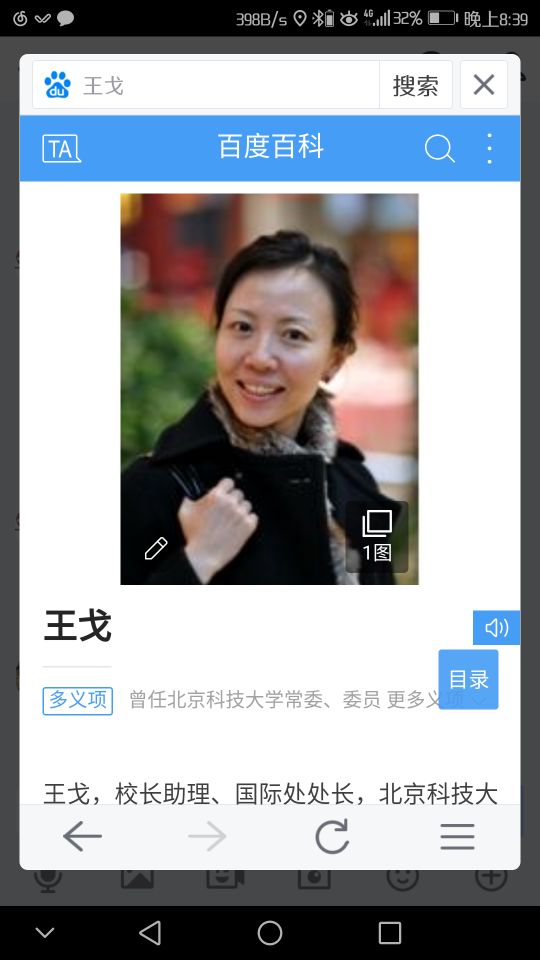 398B/s 4G 32% 晚上8:39
du 王戈 搜索
TA 百度百科
1图
王戈
目录
多义项 曾任北京科技大学常委、委员 更多义项
王戈，校长助理、国际处处长，北京科技大